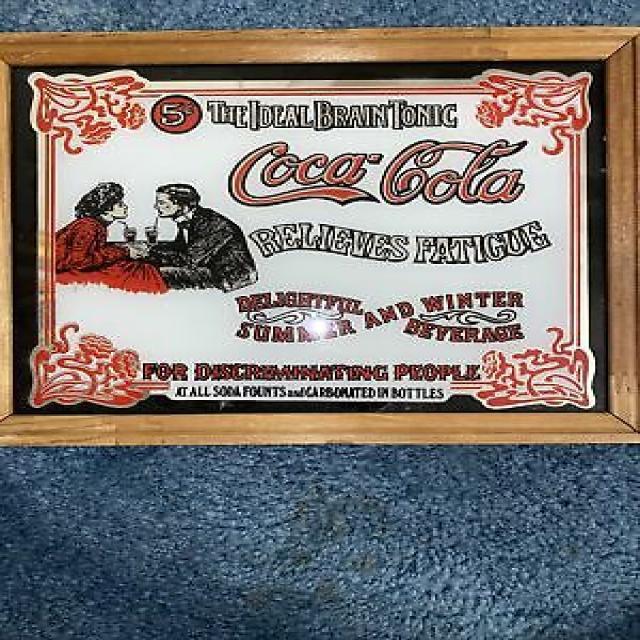 5¢ THE IDEAL BRAIN TONIC
Coca-Cola
RELIEVES FATIGUE
DELIGHTFUL
SUMMER AND WINTER
BEVERAGE
FOR DISCRIMINATING PEOPLE
AT ALL SODA FOUNTS and CARBONATED IN BOTTLES